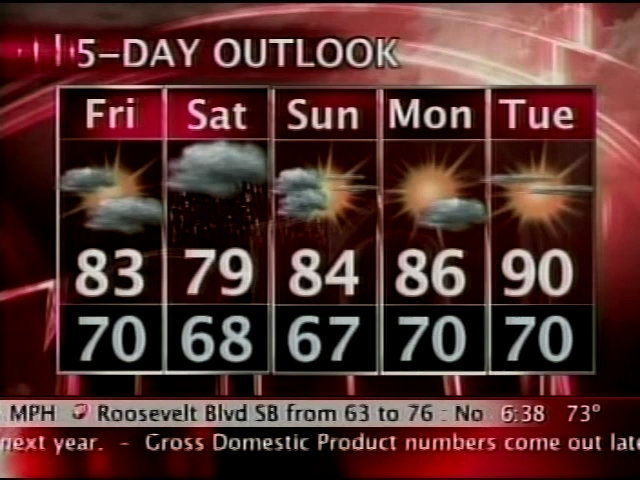 5-DAY OUTLOOK
Fri Sat Sun Mon Tue
83 79 84 86 90
70 68 67 70 70
MPH Roosevelt Blvd SB from 63 to 76 : No 6:38 73°
next year. - Gross Domestic Product numbers come out late